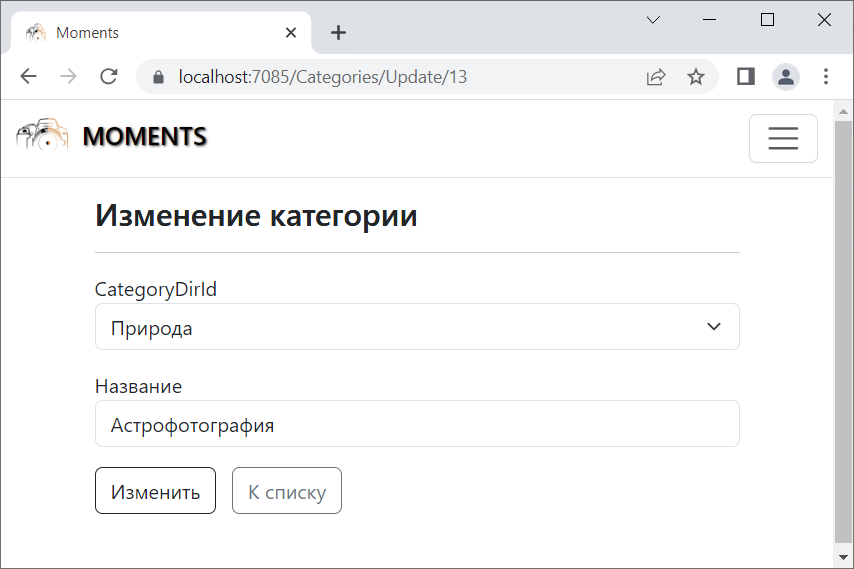 Moments
localhost:7085/Categories/Update/13
MOMENTS
Изменение категории
CategoryDirId
Природа
Название
Астрофотография
Изменить К списку